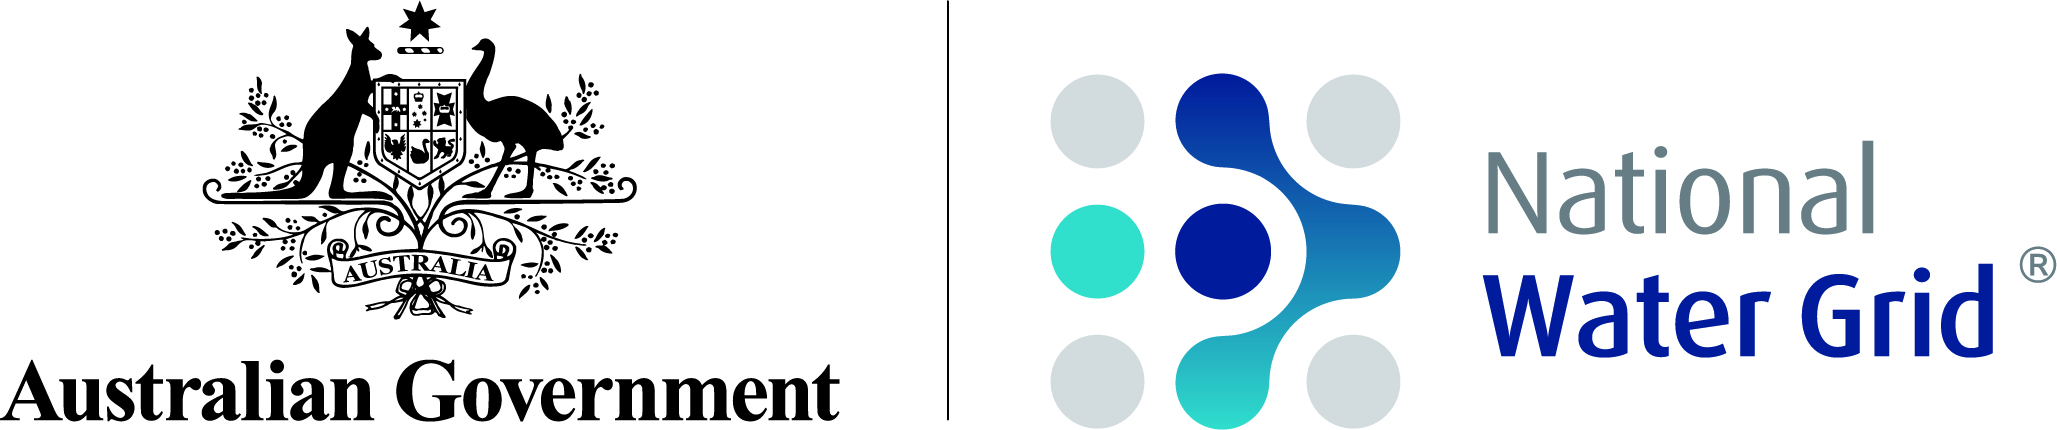 AUSTRALIA
Australian Government
National
Water Grid ®